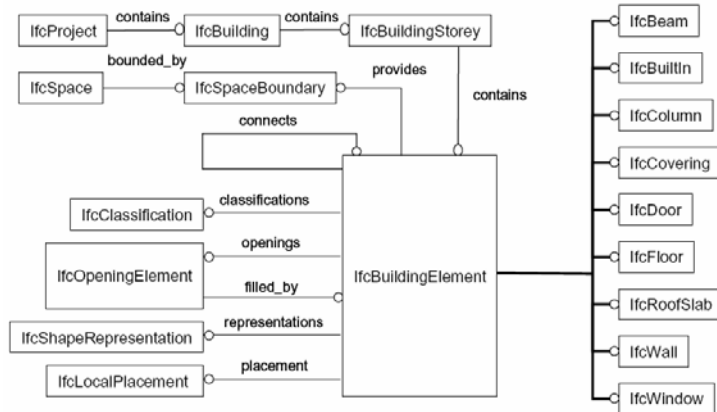 contains
contains
IfcProject
IfcBuilding
IfcBuildingStorey
bounded_by
provides
IfcSpace
IfcSpaceBoundary
contains
connects
classifications
IfcClassification
openings
IfcOpeningElement
filled_by
IfcBuildingElement
representations
IfcShapeRepresentation
placement
IfcLocalPlacement
IfcBeam
IfcBuiltIn
IfcColumn
IfcCovering
IfcDoor
IfcFloor
IfcRoofSlab
IfcWall
IfcWindow